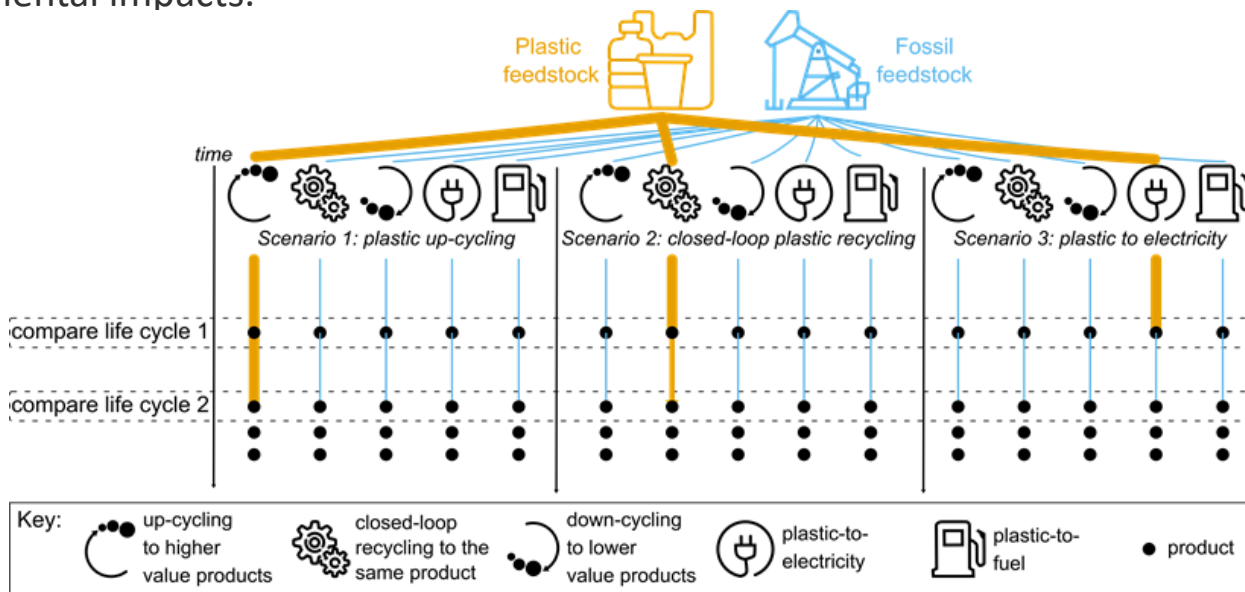 Plastic
feedstock
Fossil
feedstock
time
Scenario 1: plastic up-cycling
Scenario 2: closed-loop plastic recycling
Scenario 3: plastic to electricity
compare life cycle 1
compare life cycle 2
Key:
up-cycling
to higher
value products
closed-loop
recycling to the
same product
down-cycling
to lower
value products
plastic-to-
electricity
plastic-to-
fuel
product